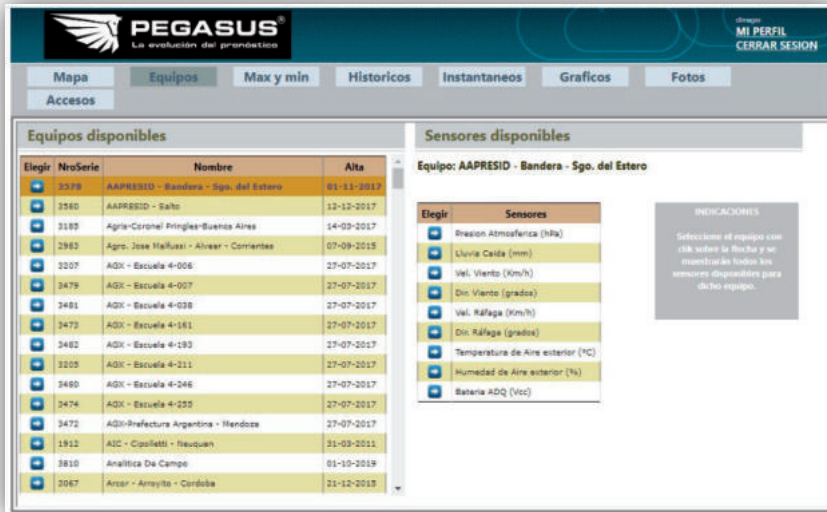 PEGASUS®
La evolución del pronóstico
dmagni
MI PERFIL
CERRAR SESION
Mapa
Equipos
Max y min
Historicos
Instantaneos
Graficos
Fotos
Accesos
Equipos disponibles
Elegir NroSerie Nombre Alta
3578 AAPRESID - Bandera - Sgo. del Estero 01-11-2017
3580 AAPRESID - Salto 12-12-2017
3185 Agris-Coronel Pringles-Buenos Aires 14-03-2017
2983 Agro. Jose Malfussi - Alvear - Corrientes 07-09-2015
3207 AGX - Escuela 4-006 27-07-2017
3479 AGX - Escuela 4-007 27-07-2017
3481 AGX - Escuela 4-038 27-07-2017
3473 AGX - Escuela 4-161 27-07-2017
3482 AGX - Escuela 4-193 27-07-2017
3205 AGX - Escuela 4-211 27-07-2017
3480 AGX - Escuela 4-246 27-07-2017
3474 AGX - Escuela 4-255 27-07-2017
3472 AGX-Prefectura Argentina - Mendoza 27-07-2017
1912 AIC - Cipolletti - Neuquen 31-03-2011
3810 Analitica De Campo 01-10-2019
3067 Arcor - Arroyito - Cordoba 21-12-2015
Sensores disponibles
Equipo: AAPRESID - Bandera - Sgo. del Estero
Elegir Sensores
Presion Atmosferica (hPa)
Lluvia Caida (mm)
Vel. Viento (Km/h)
Dir. Viento (grados)
Vel. Ráfaga (Km/h)
Dir. Ráfaga (grados)
Temperatura de Aire exterior (ºC)
Humedad de Aire exterior (%)
Bateria ADQ (Vcc)
INDICACIONES
Seleccione el equipo con
clik sobre la flecha y se
muestrarán todos los
sensores disponibles para
dicho equipo.